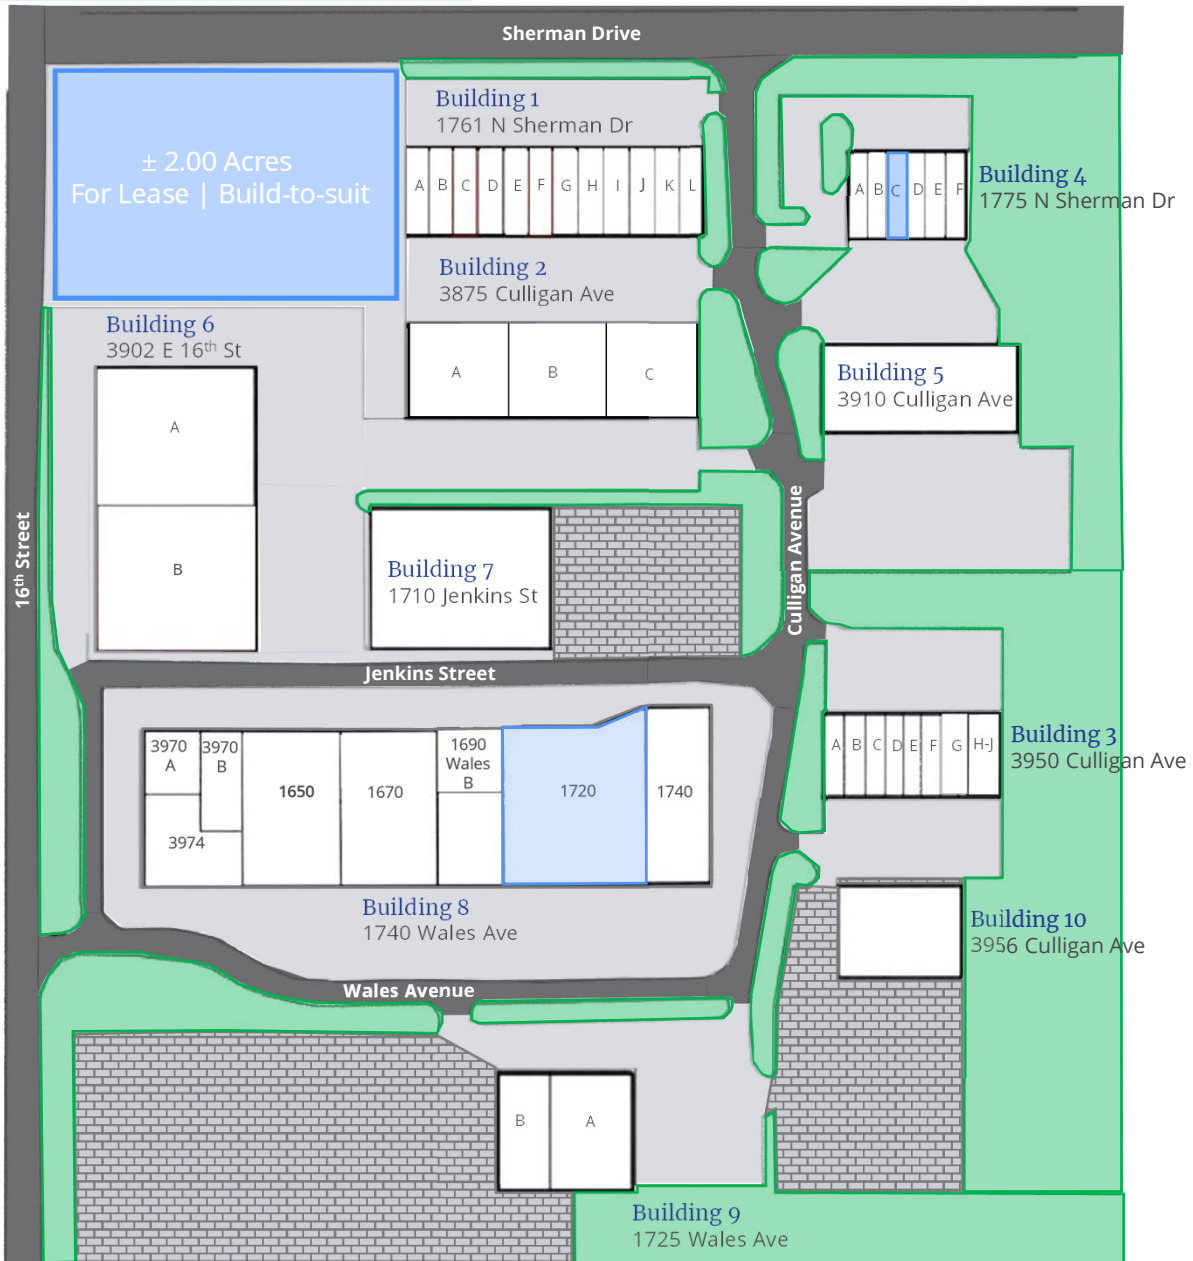 Sherman Drive
± 2.00 Acres
For Lease | Build-to-suit
Building 1
1761 N Sherman Dr
A B C D E F G H I J K L
Building 4
1775 N Sherman Dr
A B C D E F
Building 2
3875 Culligan Ave
A B C
Building 6
3902 E 16th St
A
B
Building 5
3910 Culligan Ave
16th Street
Culligan Avenue
Building 7
1710 Jenkins St
Jenkins Street
3970
A
3970
B
3974
1650
1670
1690
Wales
B
1720
1740
Building 8
1740 Wales Ave
A B C D E F G H-J
Building 3
3950 Culligan Ave
Building 10
3956 Culligan Ave
Wales Avenue
B A
Building 9
1725 Wales Ave